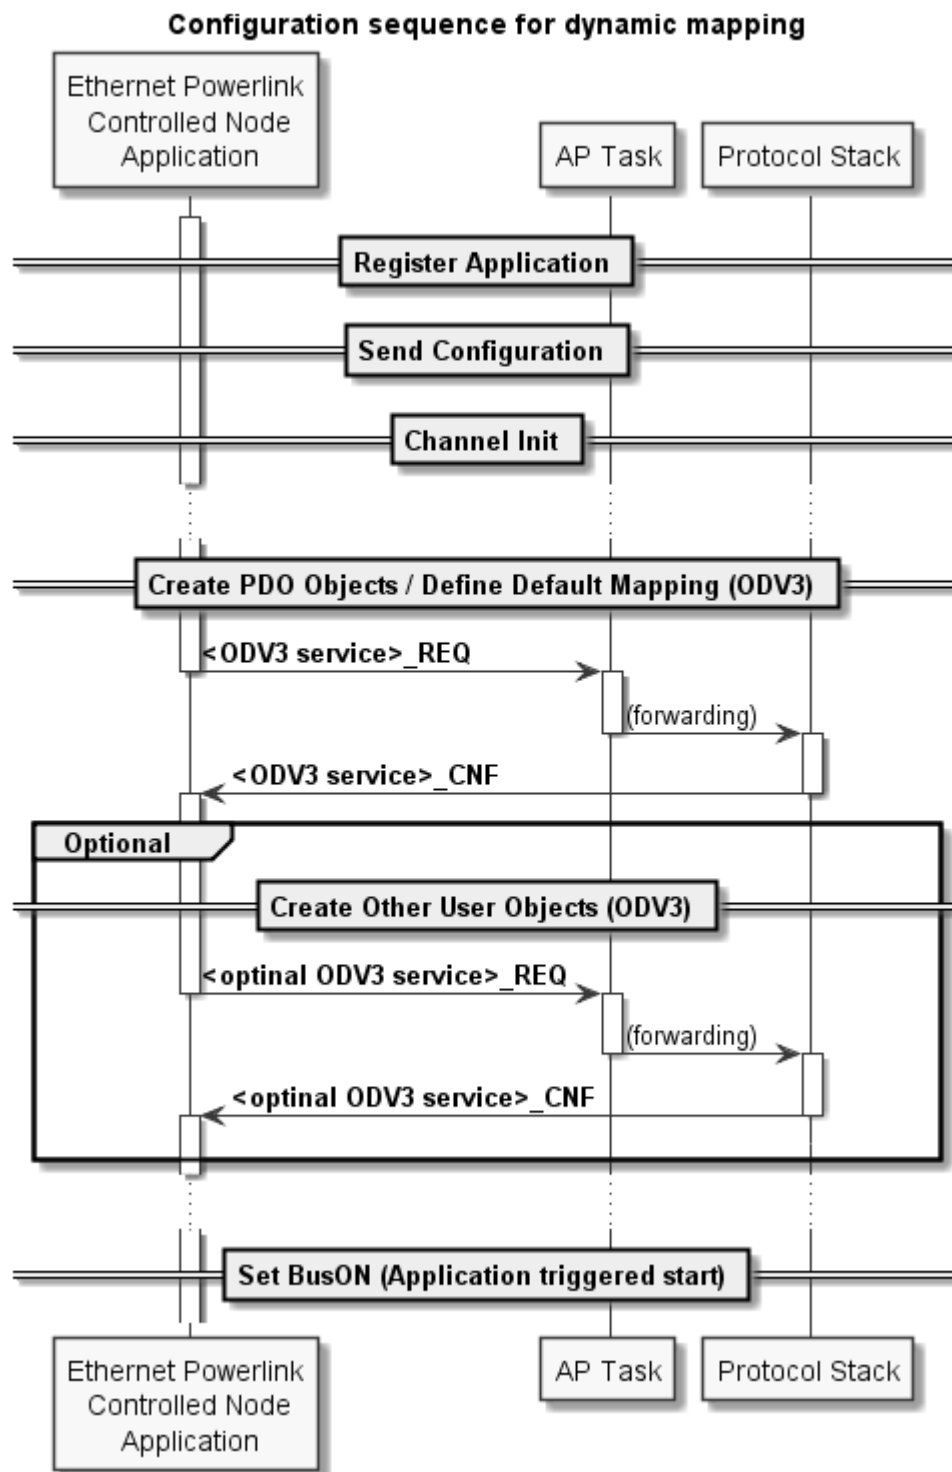 Configuration sequence for dynamic mapping
Ethernet Powerlink
Controlled Node
Application
AP Task
Protocol Stack
Register Application
Send Configuration
Channel Init
Create PDO Objects / Define Default Mapping (ODV3)
<ODV3 service>_REQ
(forwarding)
<ODV3 service>_CNF
Optional
Create Other User Objects (ODV3)
<optinal ODV3 service>_REQ
(forwarding)
<optinal ODV3 service>_CNF
Set BusON (Application triggered start)
Ethernet Powerlink
Controlled Node
Application
AP Task
Protocol Stack